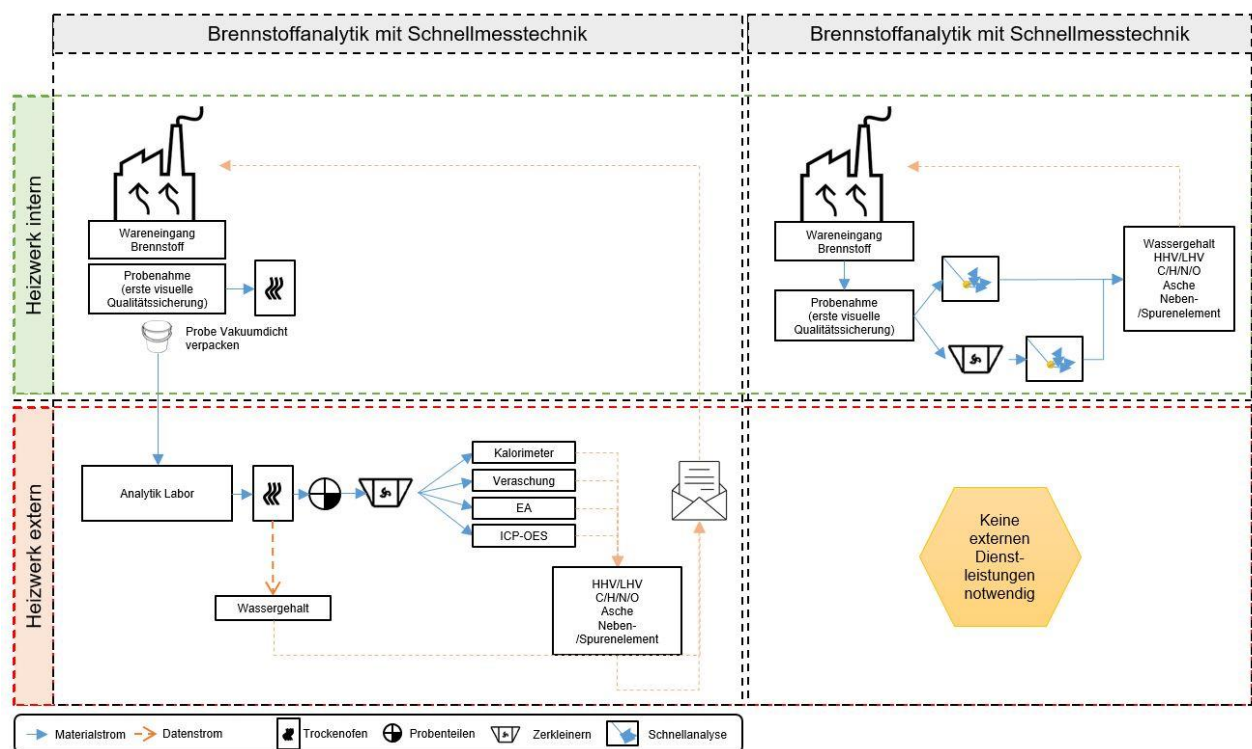 Brennstoffanalytik mit Schnellmesstechnik
Brennstoffanalytik mit Schnellmesstechnik
Heizwerk intern
Wareneingang
Brennstoff
Probenahme
(erste visuelle
Qualitätssicherung)
Probe Vakuumdicht
verpacken
Wareneingang
Brennstoff
Probenahme
(erste visuelle
Qualitätssicherung)
Wassergehalt
HHV/LHV
C/H/N/O
Asche
Neben-
/Spurenelement
Heizwerk extern
Analytik Labor
Kalorimeter
Veraschung
EA
ICP-OES
Wassergehalt
HHV/LHV
C/H/N/O
Asche
Neben-
/Spurenelement
Keine
externen
Dienst-
leistungen
notwendig
Materialstrom
Datenstrom
Trockenofen
Probenteilen
Zerkleinern
Schnellanalyse